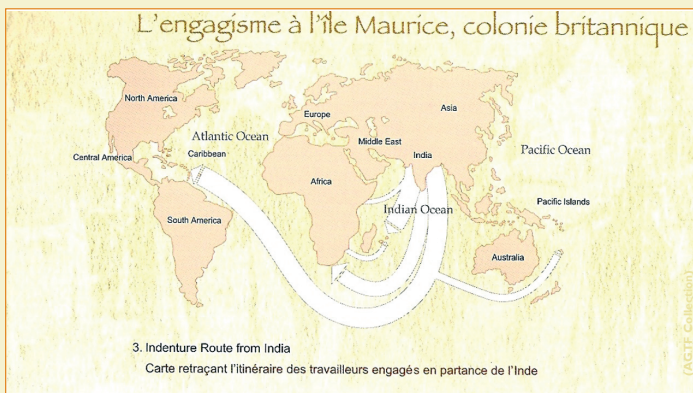 L'engagisme à l'île Maurice, colonie britannique
North America
Europe
Asia
Atlantic Ocean
Middle East
Pacific Ocean
Central America
Caribbean
India
Africa
Indian Ocean
Pacific Islands
South America
Australia
3. Indenture Route from India
Carte retraçant l'itinéraire des travailleurs engagés en partance de l'Inde
(AGTF Collection)